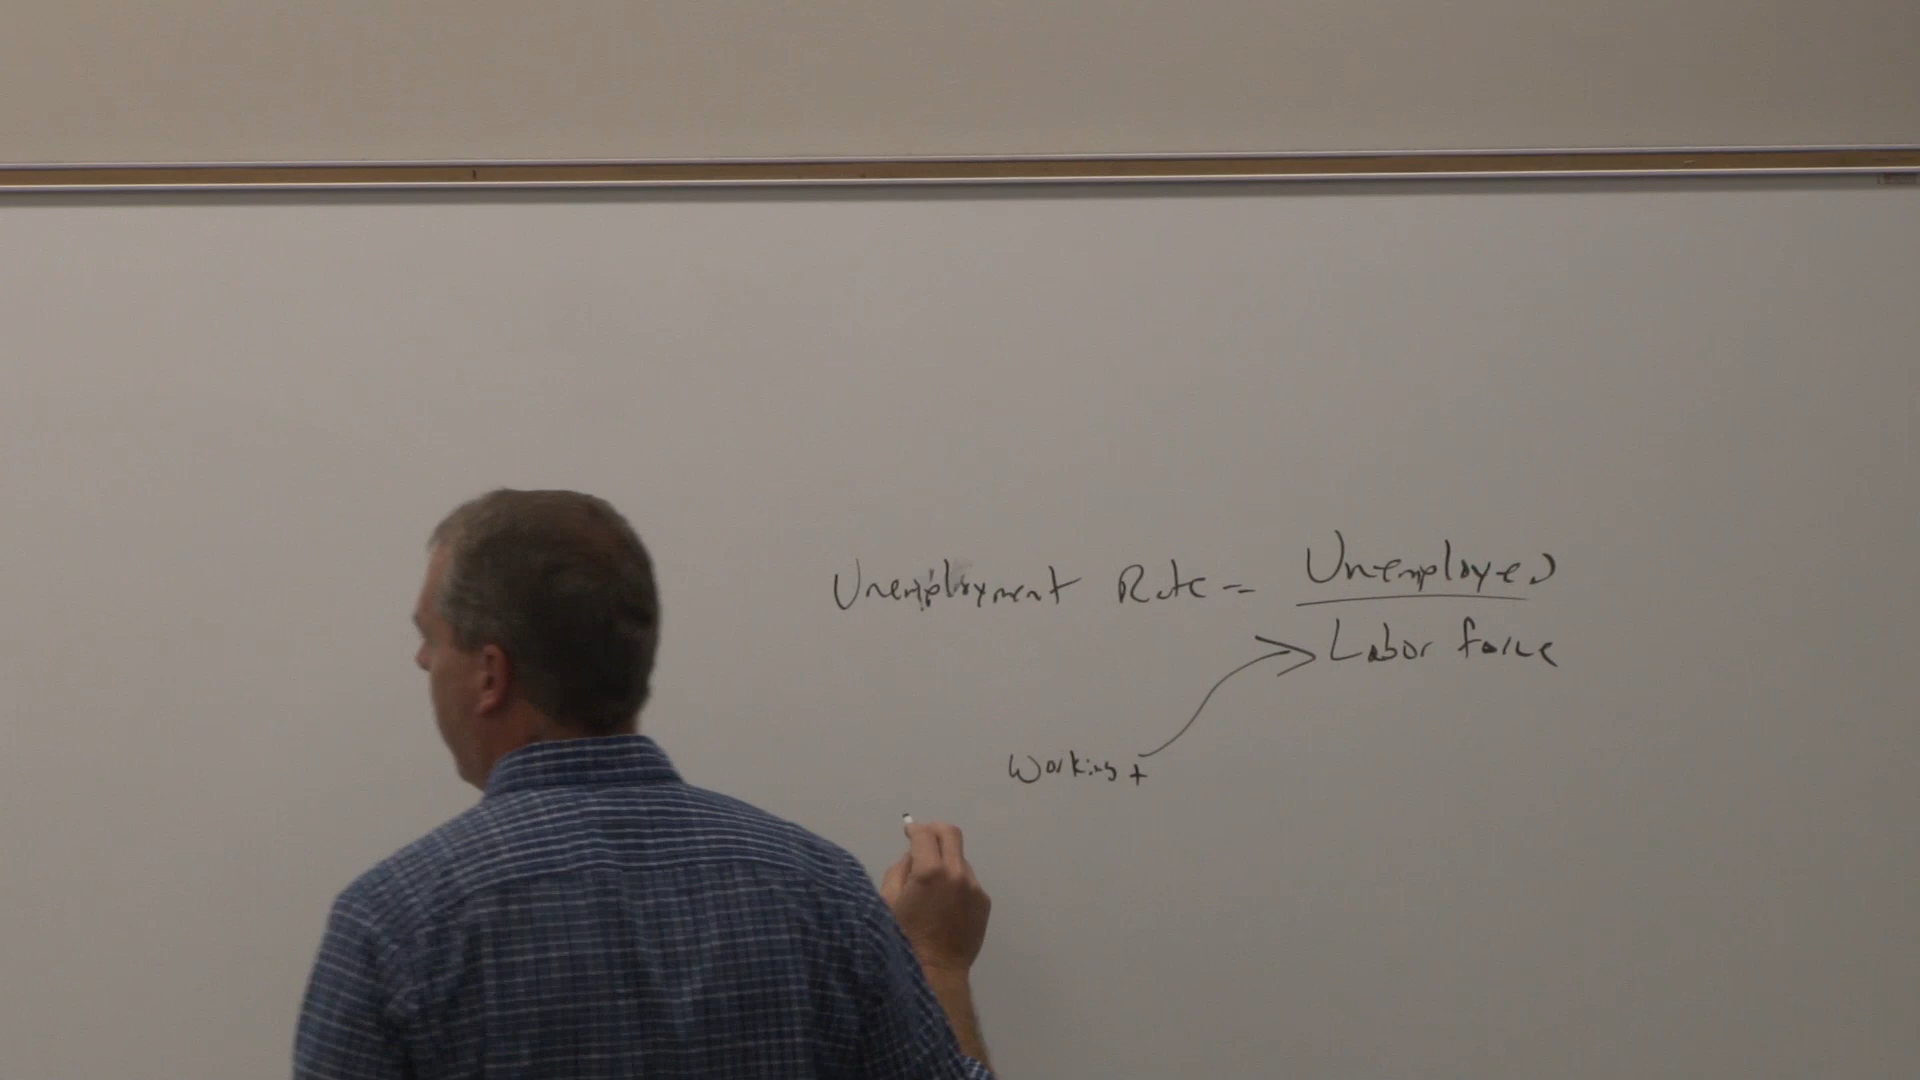 Unemployment Rate = Unemployed
Labor force
Working +